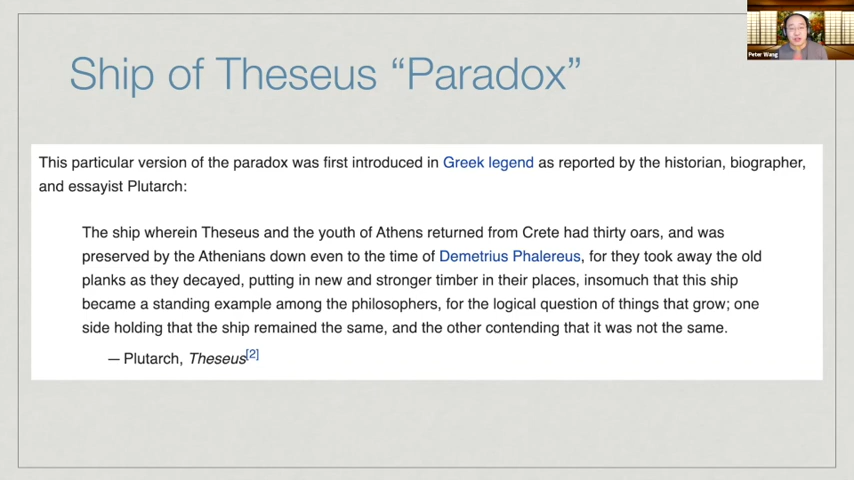 Peter Wang
Ship of Theseus “Paradox”
This particular version of the paradox was first introduced in Greek legend as reported by the historian, biographer,
and essayist Plutarch:
The ship wherein Theseus and the youth of Athens returned from Crete had thirty oars, and was
preserved by the Athenians down even to the time of Demetrius Phalereus, for they took away the old
planks as they decayed, putting in new and stronger timber in their places, insomuch that this ship
became a standing example among the philosophers, for the logical question of things that grow; one
side holding that the ship remained the same, and the other contending that it was not the same.
— Plutarch, Theseus[2]